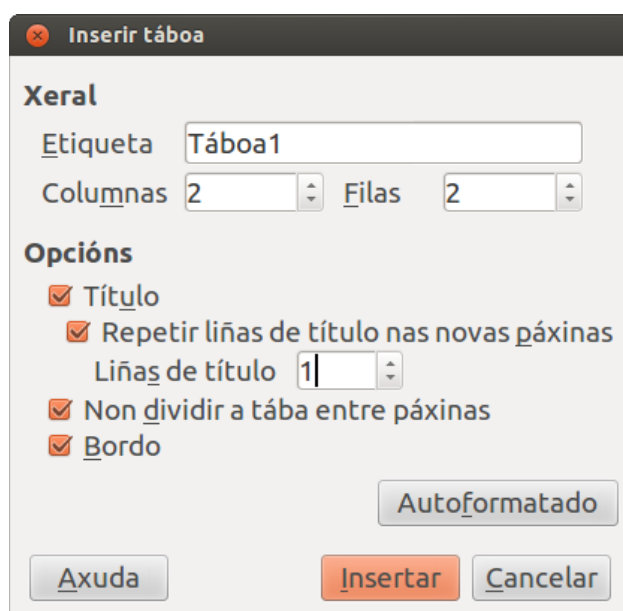 Inserir táboa
Xeral
Etiqueta Táboa1
Columnas 2 Filas 2
Opcións
Título
Repetir liñas de título nas novas páxinas
Liñas de título 1
Non dividir a tába entre páxinas
Bordo
Autoformatado
Axuda Insertar Cancelar